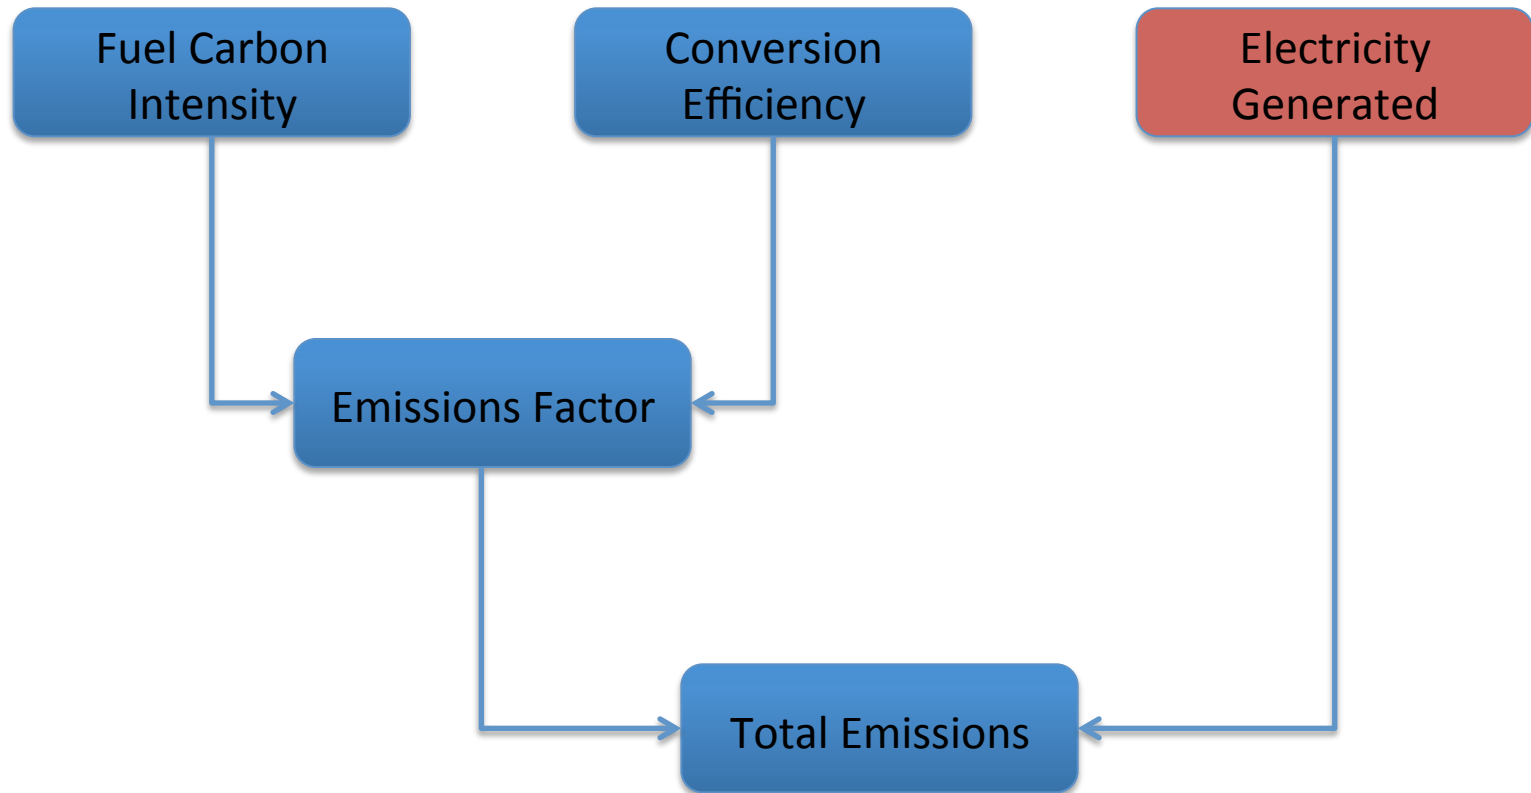 Fuel Carbon
Intensity
Conversion
Efficiency
Electricity
Generated
Emissions Factor
Total Emissions